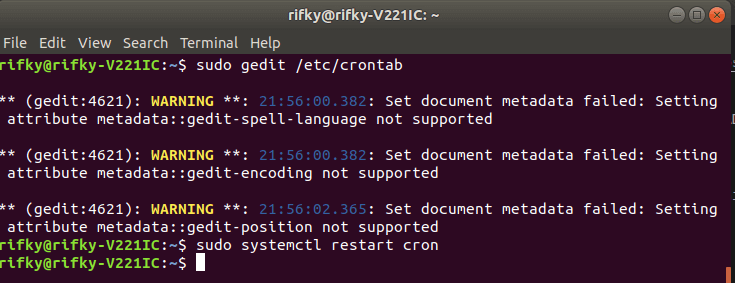 rifky@rifky-V221IC: ~
File Edit View Search Terminal Help
rifky@rifky-V221IC:~$ sudo gedit /etc/crontab
** (gedit:4621): WARNING **: 21:56:00.382: Set document metadata failed: Setting
attribute metadata::gedit-spell-language not supported
** (gedit:4621): WARNING **: 21:56:00.382: Set document metadata failed: Setting
attribute metadata::gedit-encoding not supported
** (gedit:4621): WARNING **: 21:56:02.365: Set document metadata failed: Setting
attribute metadata::gedit-position not supported
rifky@rifky-V221IC:~$ sudo systemctl restart cron
rifky@rifky-V221IC:~$